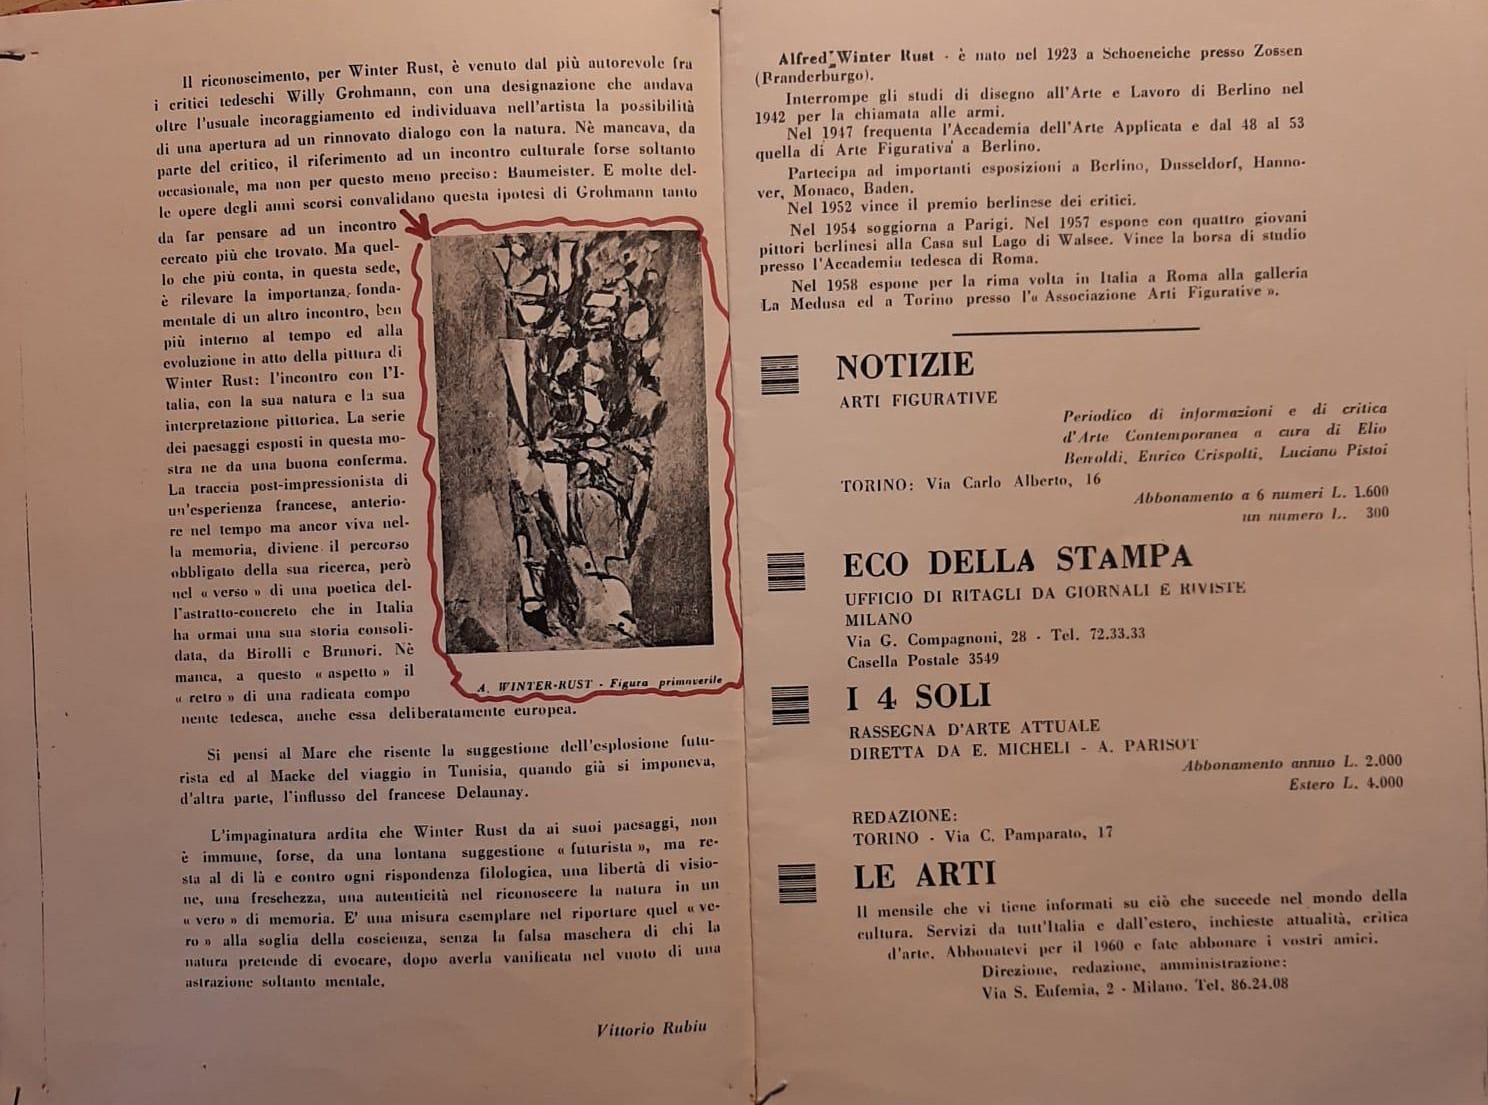 Il riconoscimento, per Winter Rust, è venuto dal più autorevole fra
i critici tedeschi Willy Grohmann, con una designazione che andava
oltre l'usuale incoraggiamento ed individuava nell'artista la possibilità
di una apertura ad un rinnovato dialogo con la natura. Nè mancava, da
parte del critico, il riferimento ad un incontro culturale forse soltanto
occasionale, ma non per questo meno preciso: Baumeister. E molte del-
le opere degli anni scorsi convalidano questa ipotesi di Grohmann tanto
da far pensare ad un incontro
cercato più che trovato. Ma quel-
lo che più conta, in questa sede,
è rilevare la importanza fonda-
mentale di un altro incontro, ben
più interno al tempo ed alla
evoluzione in atto della pittura di
Winter Rust: l'incontro con l'I-
talia, con la sua natura e la sua
interpretazione pittorica. La serie
dei paesaggi esposti in questa mo-
stra ne da una buona conferma.
La traccia post-impressionista di
un'esperienza francese, anterio-
re nel tempo ma ancor viva nel-
la memoria, diviene il percorso
obbligato della sua ricerca, però
nel « verso » di una poetica del-
l'astratto-concreto che in Italia
ha ormai una sua storia consoli-
data, da Birolli e Brunori. Nè
manca, a questo « aspetto » il
« retro » di una radicata compo
nente tedesca, anche essa deliberatamente europea.
A. WINTER-RUST - Figura primaverile
Si pensi al Marc che risente la suggestione dell'esplosione futu-
rista ed al Macke del viaggio in Tunisia, quando già si imponeva,
d'altra parte, l'influsso del francese Delaunay.
L'impaginatura ardita che Winter Rust da ai suoi paesaggi, non
è immune, forse, da una lontana suggestione « futurista », ma re-
sta al di là e contro ogni rispondenza filologica, una libertà di visio-
ne, una freschezza, una autenticità nel riconoscere la natura in un
« vero » di memoria. E' una misura esemplare nel riportare quel « ve-
ro » alla soglia della coscienza, senza la falsa maschera di chi la
natura pretende di evocare, dopo averla vanificata nel vuoto di una
astrazione soltanto mentale.
Vittorio Rubiu
Alfred Winter Rust - è nato nel 1923 a Schoeneiche presso Zossen
(Branderburgo).
Interrompe gli studi di disegno all'Arte e Lavoro di Berlino nel
1942 per la chiamata alle armi.
Nel 1947 frequenta l'Accademia dell'Arte Applicata e dal 48 al 53
quella di Arte Figurativa a Berlino.
Partecipa ad importanti esposizioni a Berlino, Dusseldorf, Hanno-
ver, Monaco, Baden.
Nel 1952 vince il premio berlinese dei critici.
Nel 1954 soggiorna a Parigi. Nel 1957 espone con quattro giovani
pittori berlinesi alla Casa sul Lago di Walsee. Vince la borsa di studio
presso l'Accademia tedesca di Roma.
Nel 1958 espone per la rima volta in Italia a Roma alla galleria
La Medusa ed a Torino presso l'« Associazione Arti Figurative ».
NOTIZIE
ARTI FIGURATIVE
Periodico di informazioni e di critica
d'Arte Contemporanea a cura di Elio
Benoldi, Enrico Crispolti, Luciano Pistoi
TORINO: Via Carlo Alberto, 16
Abbonamento a 6 numeri L. 1.600
un numero L. 300
ECO DELLA STAMPA
UFFICIO DI RITAGLI DA GIORNALI E RIVISTE
MILANO
Via G. Compagnoni, 28 - Tel. 72.33.33
Casella Postale 3549
I 4 SOLI
RASSEGNA D'ARTE ATTUALE
DIRETTA DA E. MICHELI - A. PARISOT
Abbonamento annuo L. 2.000
Estero L. 4.000
REDAZIONE:
TORINO - Via C. Pamparato, 17
LE ARTI
Il mensile che vi tiene informati su ciò che succede nel mondo della
cultura. Servizi da tutt'Italia e dall'estero, inchieste attualità, critica
d'arte. Abbonatevi per il 1960 e fate abbonare i vostri amici.
Direzione, redazione, amministrazione:
Via S. Eufemia, 2 - Milano. Tel. 86.24.08